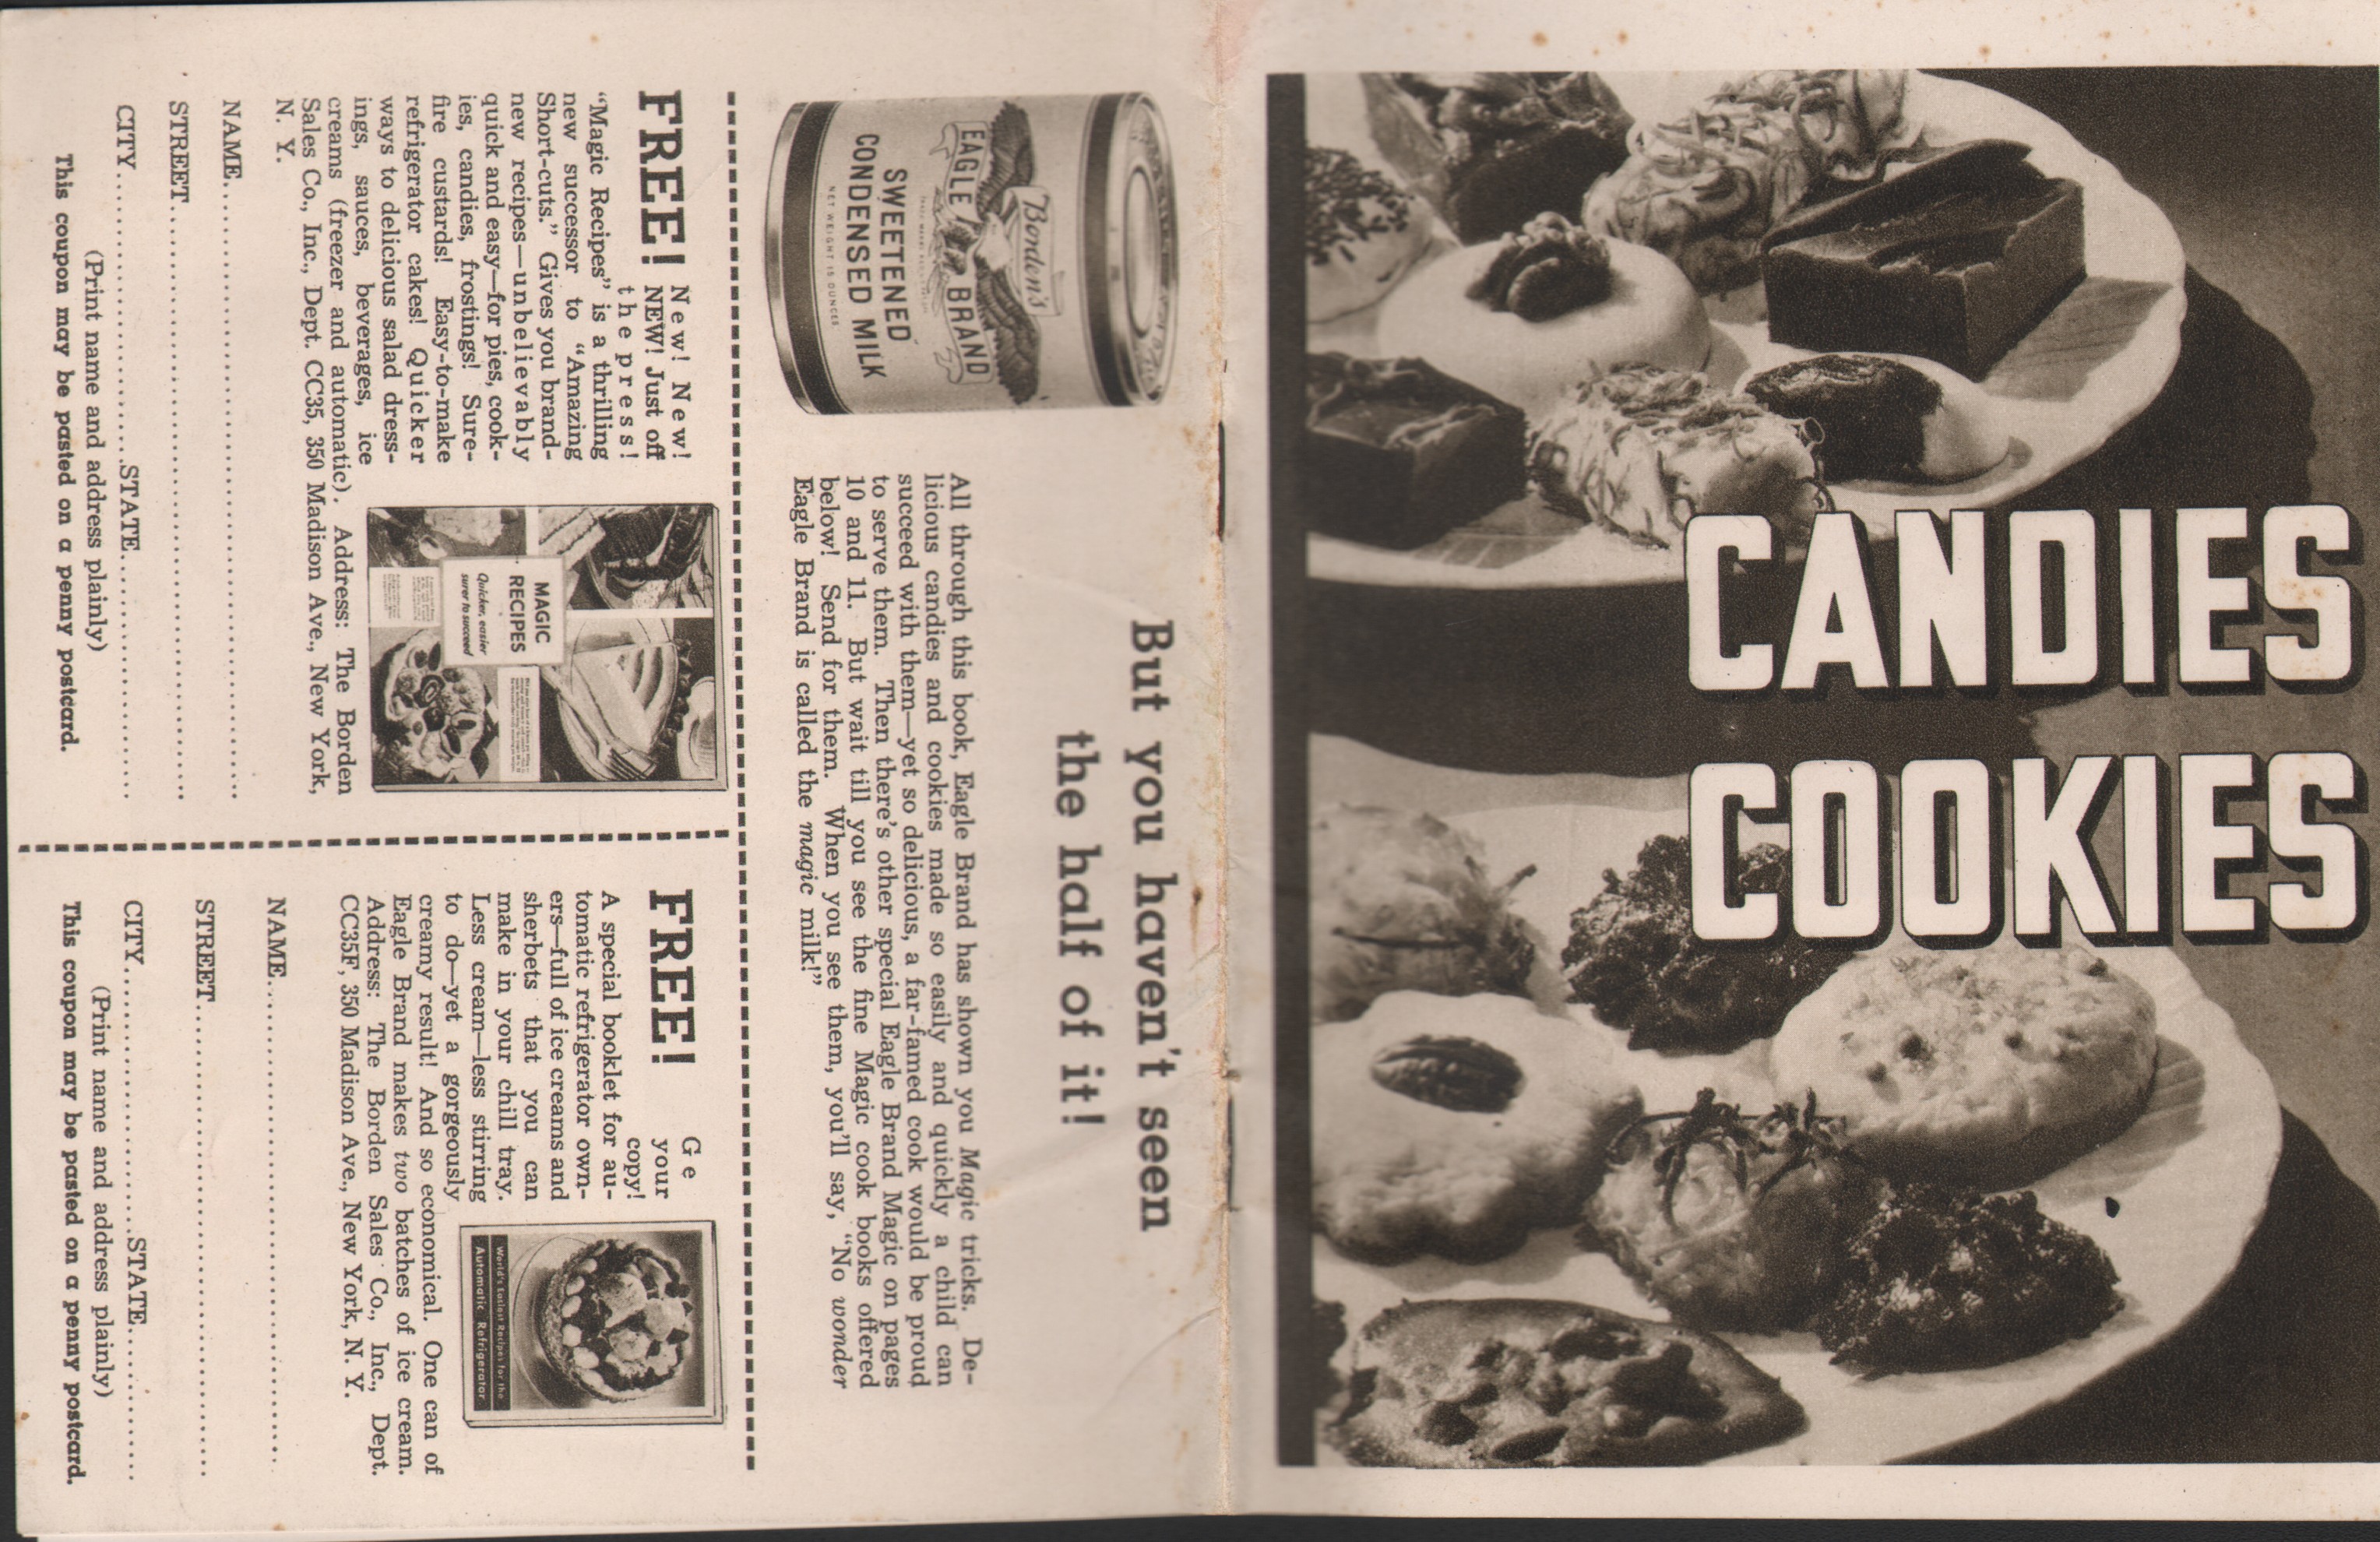 CANDIES
COOKIES
But you haven't seen
the half of it!
Borden's
EAGLE BRAND
SWEETENED
CONDENSED MILK
NET WEIGHT 15 OUNCES
All through this book, Eagle Brand has shown you Magic tricks. De-
licious candies and cookies made so easily and quickly a child can
succeed with them—yet so delicious, a far-famed cook would be proud
to serve them. Then there's other special Eagle Brand Magic on pages
10 and 11. But wait till you see the fine Magic cook books offered
below! Send for them. When you see them, you'll say, "No wonder
Eagle Brand is called the magic milk!"
FREE!
New! New!
NEW! Just off
the press!
"Magic Recipes" is a thrilling
new successor to "Amazing
Short-cuts." Gives you brand-
new recipes—unbelievably
quick and easy—for pies, cook-
ies, candies, frostings! Sure-
fire custards! Easy-to-make
refrigerator cakes! Quicker
ways to delicious salad dress-
ings, sauces, beverages, ice
creams (freezer and automatic). Address: The Borden
Sales Co., Inc., Dept. CC35, 350 Madison Ave., New York,
N. Y.
MAGIC
RECIPES
Quicker, easier
surer to succeed
NAME
STREET
CITY STATE
(Print name and address plainly)
This coupon may be pasted on a penny postcard.
FREE!
Ge
your
copy!
A special booklet for au-
tomatic refrigerator own-
ers—full of ice creams and
sherbets that you can
make in your chill tray.
Less cream—less stirring
to do—yet a gorgeously
creamy result! And so economical. One can of
Eagle Brand makes two batches of ice cream.
Address: The Borden Sales Co., Inc., Dept.
CC35F, 350 Madison Ave., New York, N. Y.
World's Easiest Recipes for the
Automatic Refrigerator
NAME
STREET
CITY STATE
(Print name and address plainly)
This coupon may be pasted on a penny postcard.